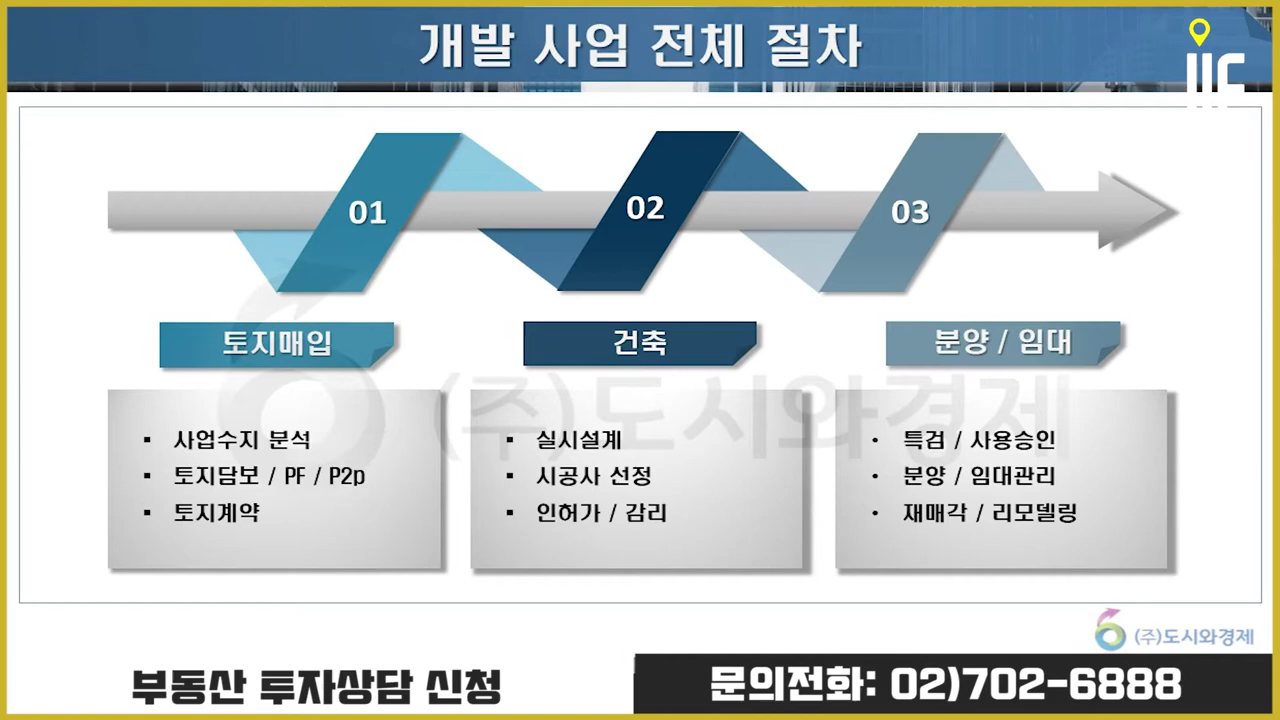 개발 사업 전체 절차
01
02
03
토지매입
▪ 사업수지 분석
▪ 토지담보 / PF / P2p
▪ 토지계약
건축
▪ 실시설계
▪ 시공사 선정
▪ 인허가 / 감리
분양 / 임대
• 특검 / 사용승인
• 분양 / 임대관리
• 재매각 / 리모델링
(주)도시와경제
(주)도시와경제
부동산 투자상담 신청
문의전화: 02)702-6888